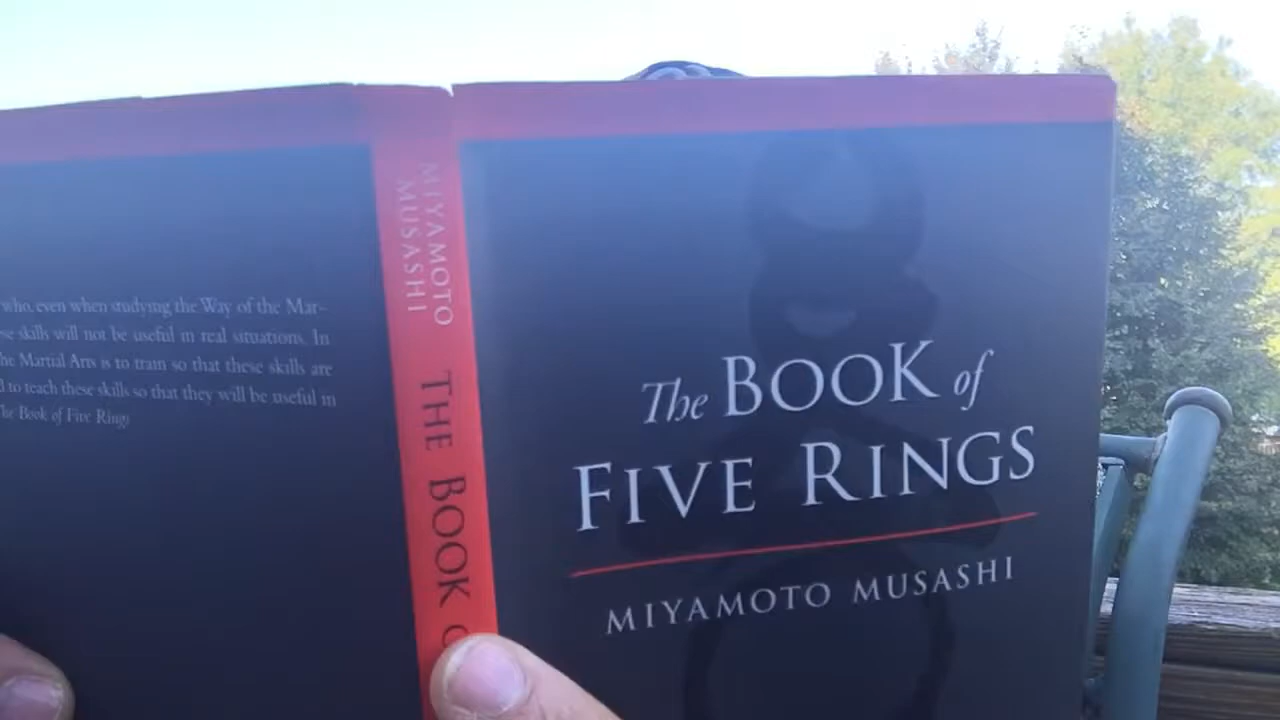 who, even when studying the Way of the Mar-
se skills will not be useful in real situations. In
he Martial Arts is to train so that these skills are
to teach these skills so that they will be useful in
The Book of Five Rings
MIYAMOTO
MUSASHI
THE BOOK O
The BOOK of
FIVE RINGS
MIYAMOTO MUSASHI